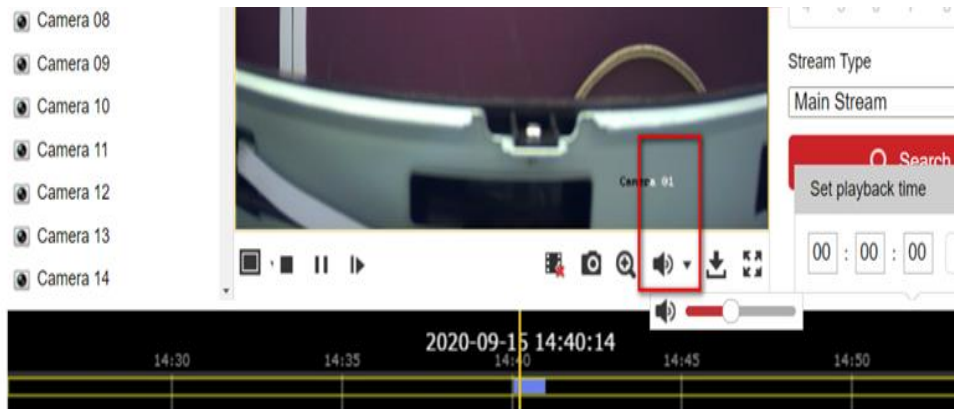 Camera 08
Camera 09
Camera 10
Camera 11
Camera 12
Camera 13
Camera 14
Camera 01
Stream Type
Main Stream
Search
Set playback time
00 : 00 : 00
2020-09-15 14:40:14
14:30 14:35 14:40 14:45 14:50